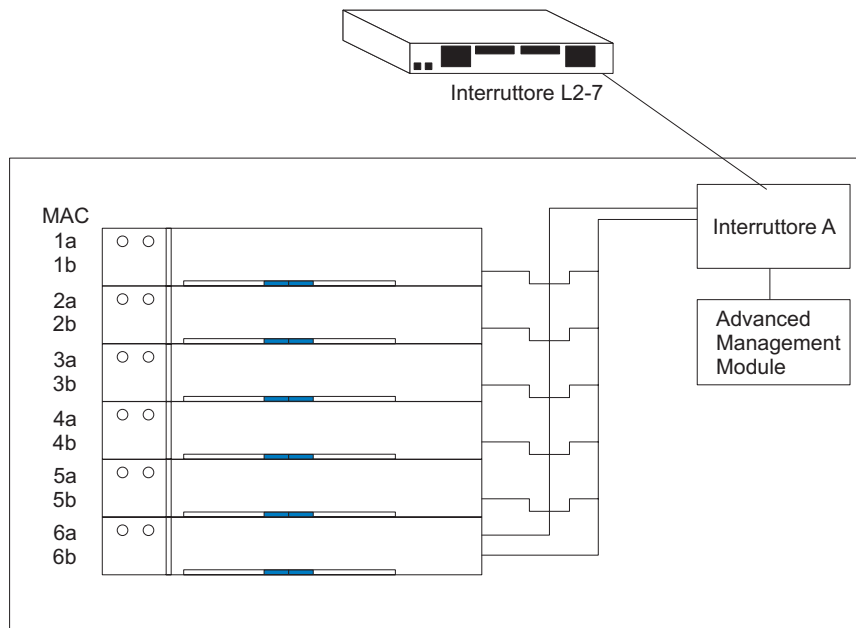 Interruttore L2-7
MAC
1a
1b
2a
2b
3a
3b
4a
4b
5a
5b
6a
6b
Interruttore A
Advanced
Management
Module